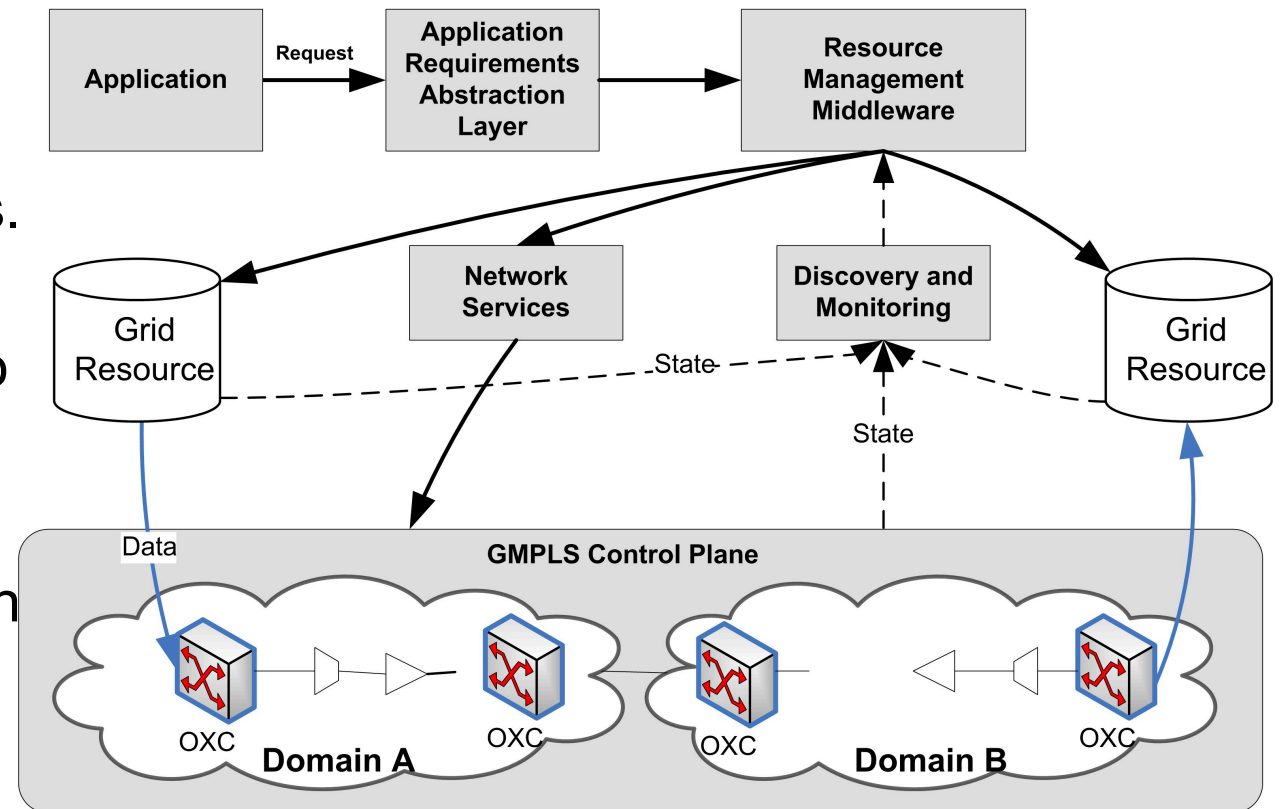 Application
Request
Application
Requirements
Abstraction
Layer
Resource
Management
Middleware
s.
Grid
Resource
Network
Services
Discovery and
Monitoring
Grid
Resource
State
State
Data
GMPLS Control Plane
n
OXC
OXC
OXC
OXC
Domain A
Domain B